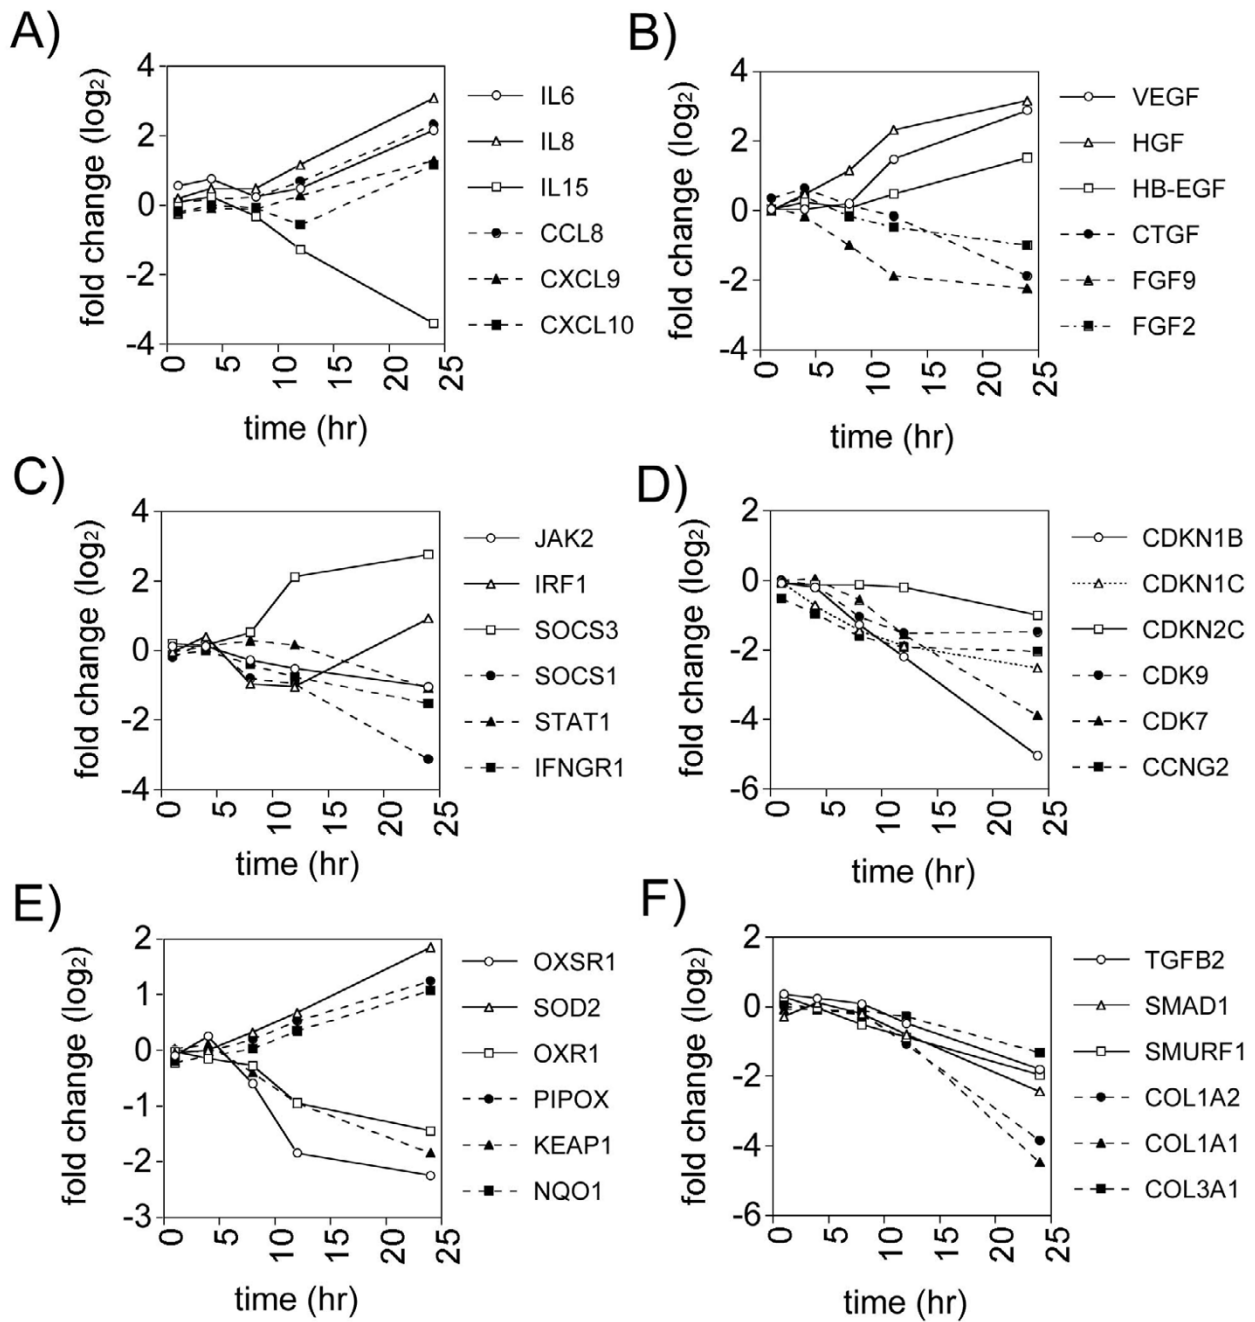 A)
fold change (log2)
4
2
0
-2
-4
0
5
10
15
20
25
time (hr)
IL6
IL8
IL15
CCL8
CXCL9
CXCL10
B)
fold change (log2)
4
2
0
-2
-4
0
5
10
15
20
25
time (hr)
VEGF
HGF
HB-EGF
CTGF
FGF9
FGF2
C)
fold change (log2)
4
2
0
-2
-4
0
5
10
15
20
25
time (hr)
JAK2
IRF1
SOCS3
SOCS1
STAT1
IFNGR1
D)
fold change (log2)
2
0
-2
-4
-6
0
5
10
15
20
25
time (hr)
CDKN1B
CDKN1C
CDKN2C
CDK9
CDK7
CCNG2
E)
fold change (log2)
2
1
0
-1
-2
-3
0
5
10
15
20
25
time (hr)
OXSR1
SOD2
OXR1
PIPOX
KEAP1
NQO1
F)
fold change (log2)
2
0
-2
-4
-6
0
5
10
15
20
25
time (hr)
TGFB2
SMAD1
SMURF1
COL1A2
COL1A1
COL3A1